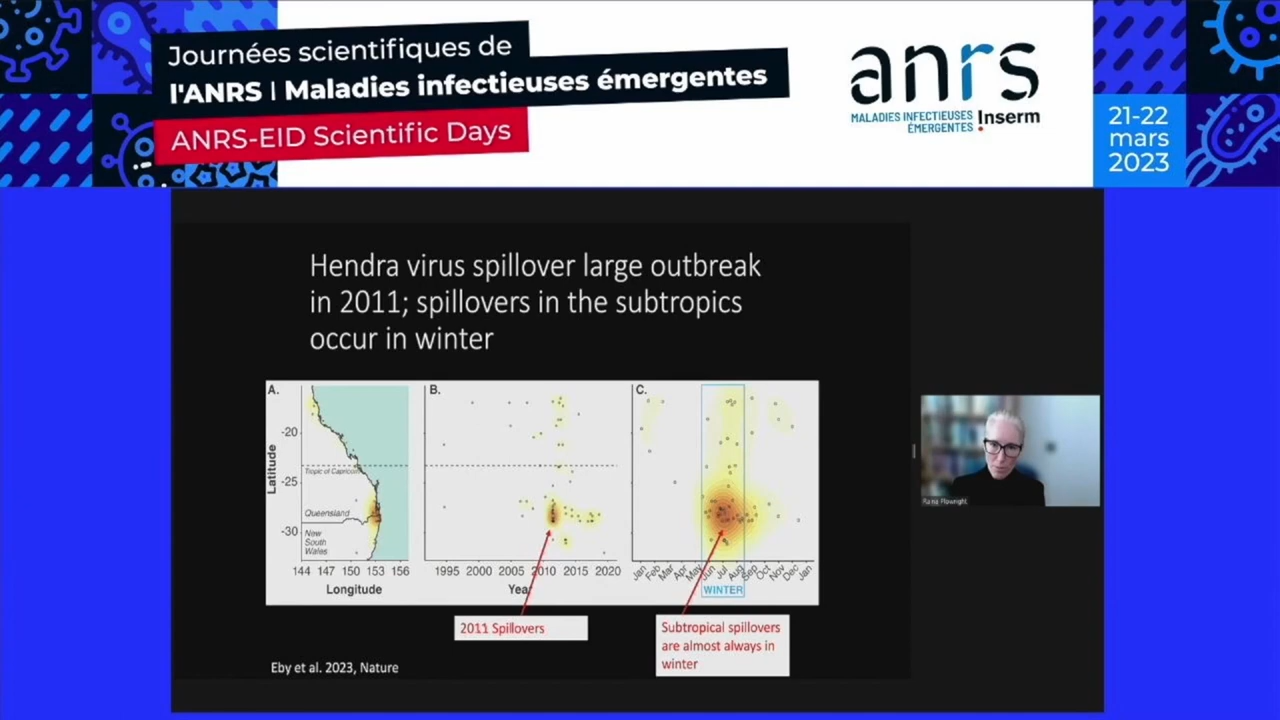 Journées scientifiques de
l'ANRS | Maladies infectieuses émergentes
ANRS-EID Scientific Days
anrs
MALADIES INFECTIEUSES
ÉMERGENTES
Inserm
21-22
mars
2023
Hendra virus spillover large outbreak
in 2011; spillovers in the subtropics
occur in winter
A.
B.
C.
Latitude
-20
-25
-30
Tropic of Capricorn
Queensland
New
South
Wales
144 147 150 153 156
Longitude
1995 2000 2005 2010 2015 2020
Year
Jan Feb Mar Apr May Jun Jul Aug Sep Oct Nov Dec Jan
WINTER
2011 Spillovers
Subtropical spillovers
are almost always in
winter
Eby et al. 2023, Nature
Raina Plowright